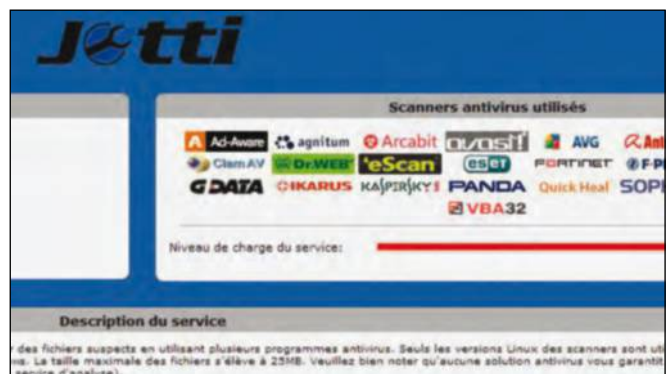 Jotti
Scanners antivirus utilisés
Ad-Aware agnitum Arcabit avast! AVG
ClamAV Dr.WEB eScan eseT FORTINET
G DATA IKARUS KASPERSKY PANDA Quick Heal
VBA32
Niveau de charge du service:
Description du service
des fichiers suspects en utilisant plusieurs programmes antivirus. Seuls les versions Linux des scanners sont
La taille maximale des fichiers s'élève à 25MB. Veuillez bien noter qu'aucune solution antivirus vous garantit
service d'analyse).